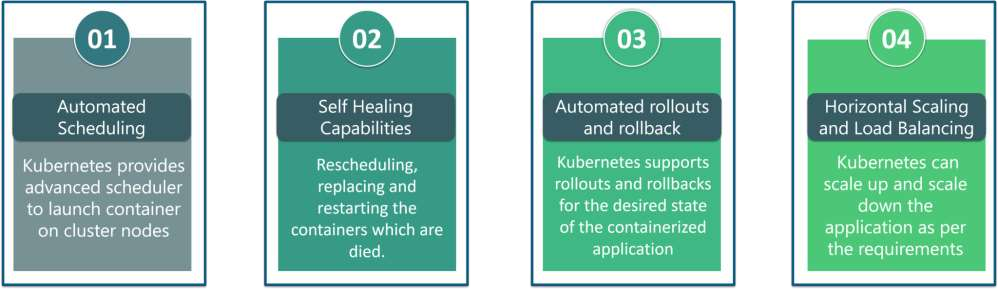 01
Automated
Scheduling
Kubernetes provides
advanced scheduler
to launch container
on cluster nodes
02
Self Healing
Capabilities
Rescheduling,
replacing and
restarting the
containers which are
died.
03
Automated rollouts
and rollback
Kubernetes supports
rollouts and rollbacks
for the desired state
of the containerized
application
04
Horizontal Scaling
and Load Balancing
Kubernetes can
scale up and scale
down the
application as per
the requirements